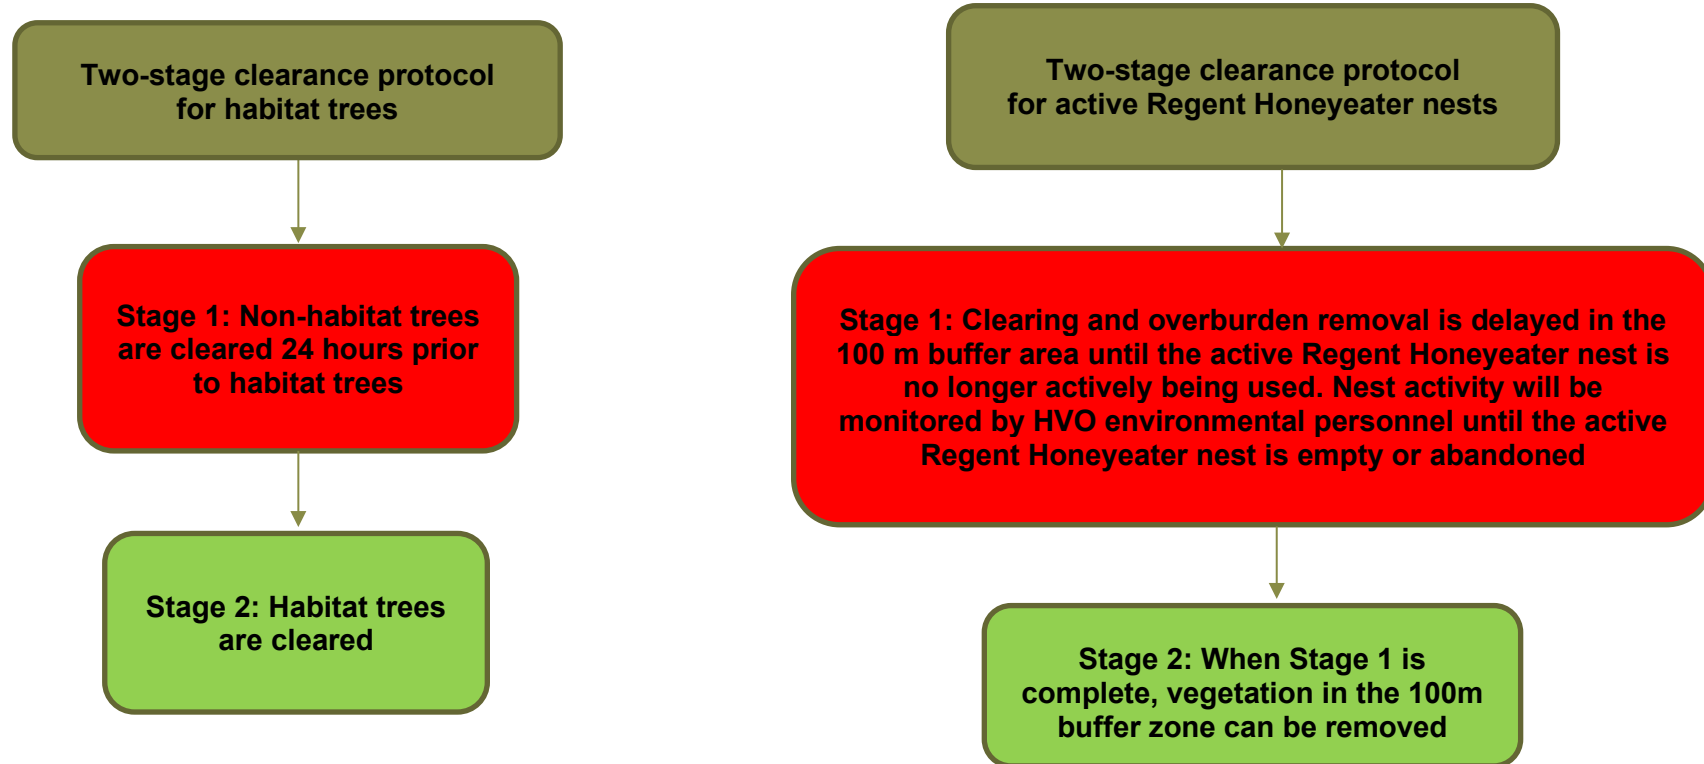 Two-stage clearance protocol
for habitat trees
Stage 1: Non-habitat trees
are cleared 24 hours prior
to habitat trees
Stage 2: Habitat trees
are cleared
Two-stage clearance protocol
for active Regent Honeyeater nests
Stage 1: Clearing and overburden removal is delayed in the
100 m buffer area until the active Regent Honeyeater nest is
no longer actively being used. Nest activity will be
monitored by HVO environmental personnel until the active
Regent Honeyeater nest is empty or abandoned
Stage 2: When Stage 1 is
complete, vegetation in the 100m
buffer zone can be removed